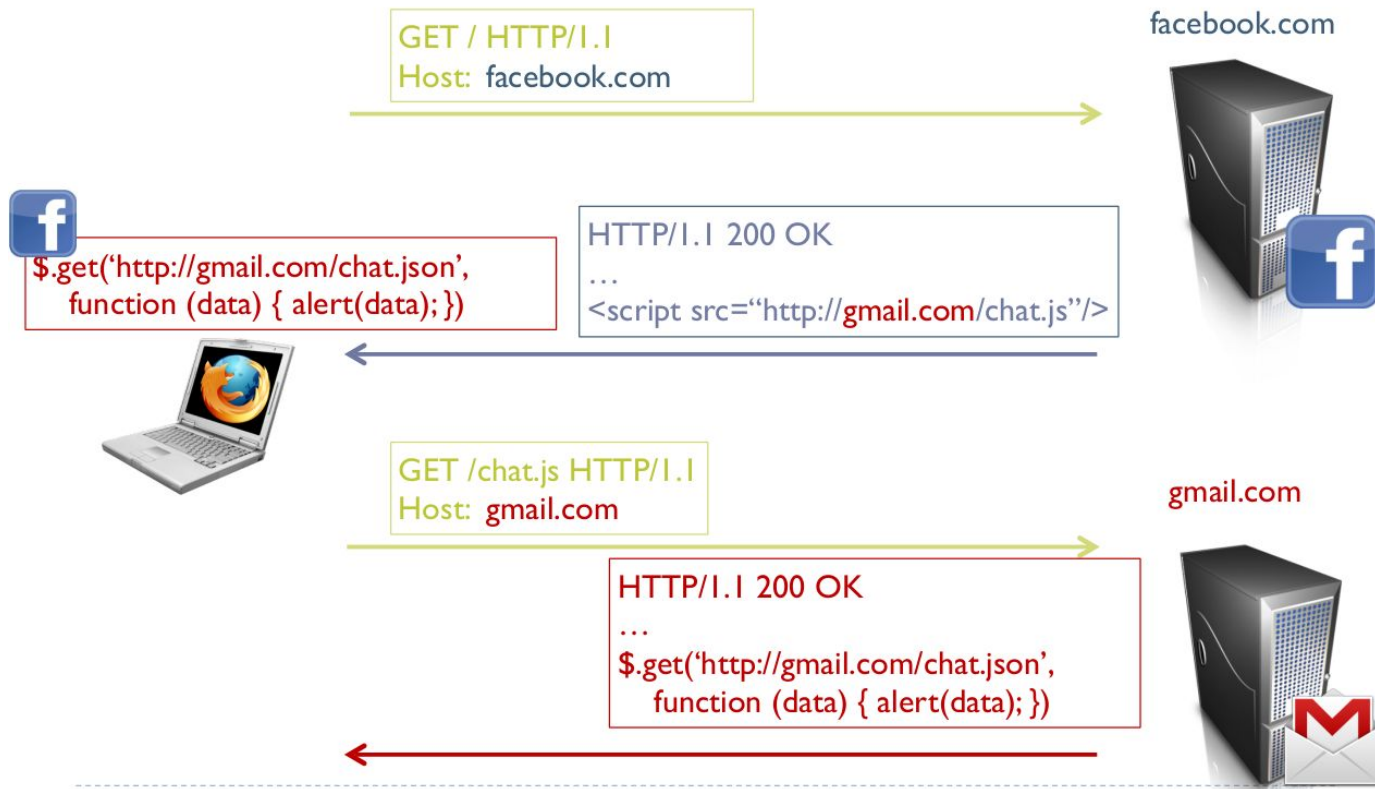 GET / HTTP/1.1
Host: facebook.com
facebook.com
$.get(‘http://gmail.com/chat.json’,
function (data) { alert(data); })
HTTP/1.1 200 OK
…
<script src=“http://gmail.com/chat.js”/>
GET /chat.js HTTP/1.1
Host: gmail.com
gmail.com
HTTP/1.1 200 OK
…
$.get(‘http://gmail.com/chat.json’,
function (data) { alert(data); })